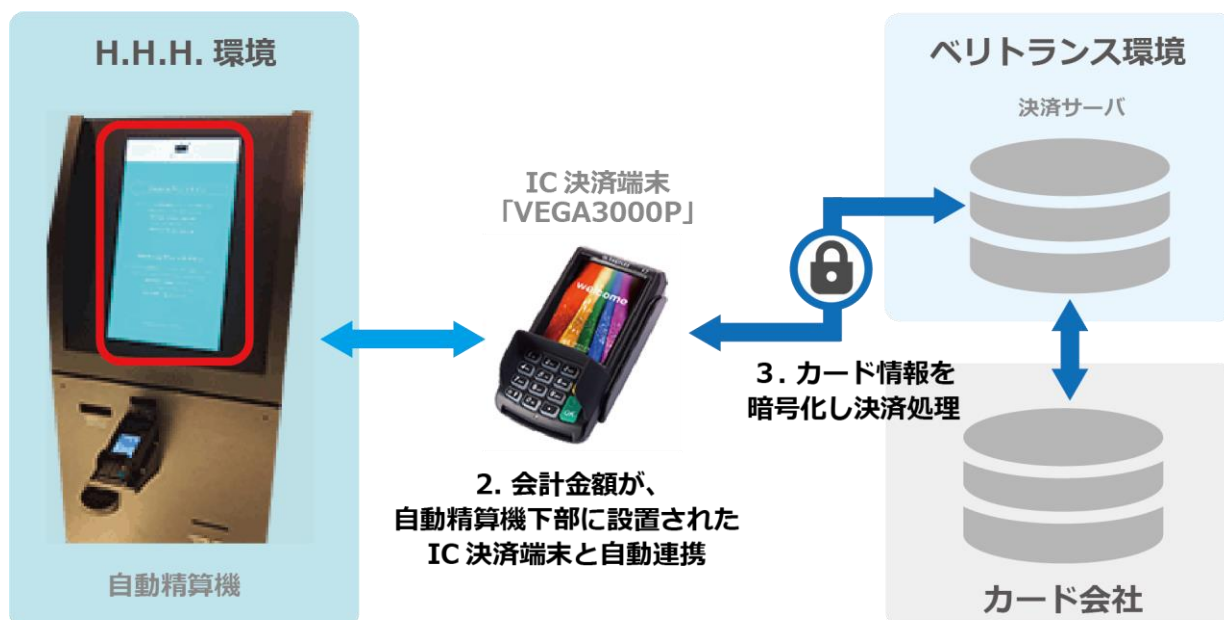 H.H.H. 環境
自動精算機
IC 決済端末
「VEGA3000P」
welcome
2. 会計金額が、
自動精算機下部に設置された
IC 決済端末と自動連携
3. カード情報を
暗号化し決済処理
ベリトランス環境
決済サーバ
カード会社